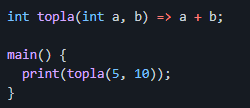 int topla(int a, b) => a + b;
main() {
  print(topla(5, 10));
}